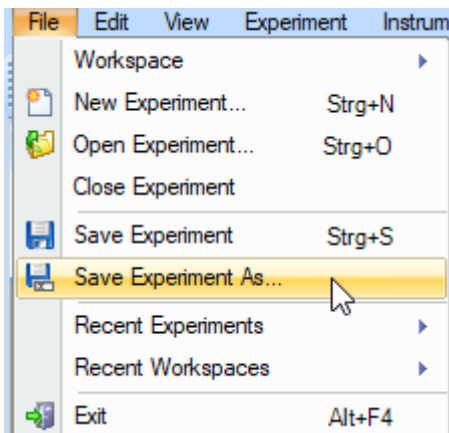 File Edit View Experiment Instrum
Workspace
New Experiment... Strg+N
Open Experiment... Strg+O
Close Experiment
Save Experiment Strg+S
Save Experiment As...
Recent Experiments
Recent Workspaces
Exit Alt+F4